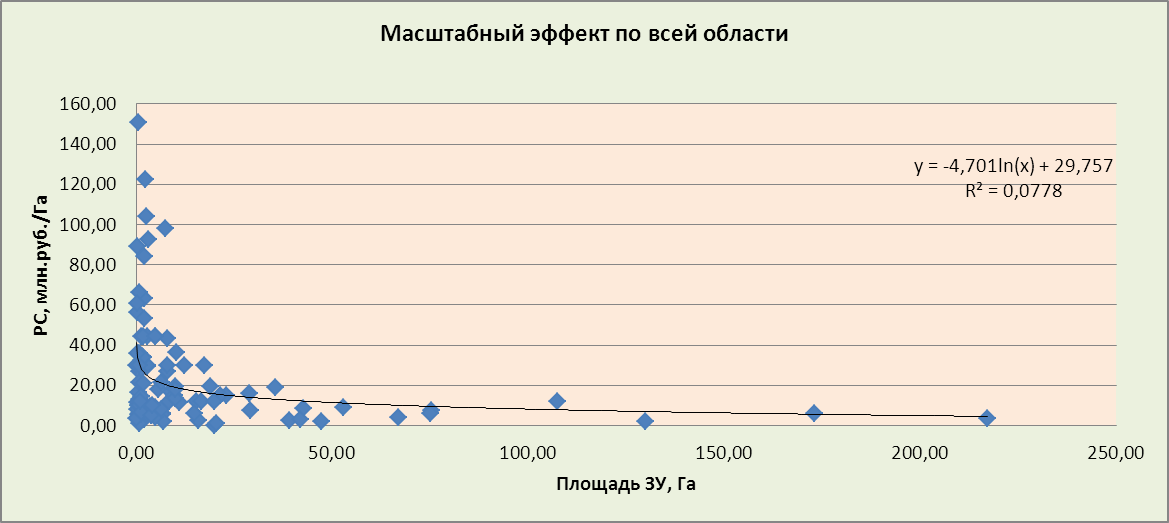 Масштабный эффект по всей области
160,00
140,00
120,00
100,00
80,00
60,00
40,00
20,00
0,00
РС, млн.руб./Га
y = -4,701ln(x) + 29,757
R² = 0,0778
0,00 50,00 100,00 150,00 200,00 250,00
Площадь ЗУ, Га